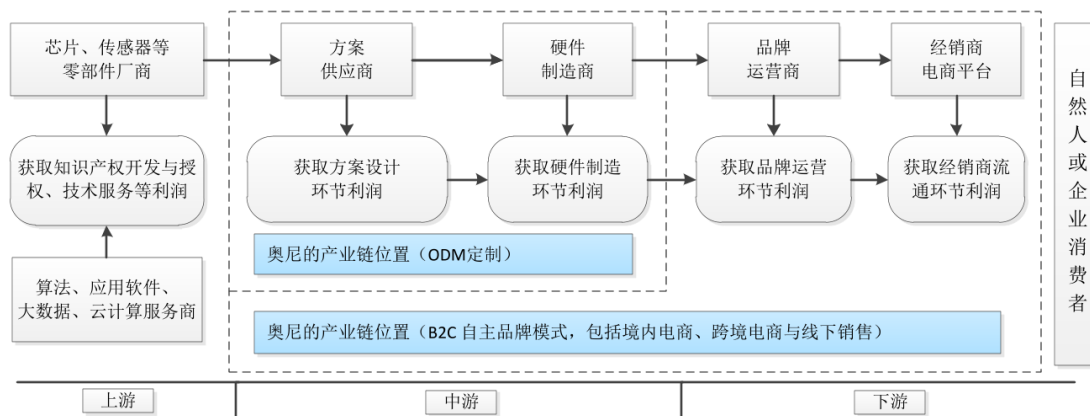 芯片、传感器等
零部件厂商
方案
供应商
硬件
制造商
品牌
运营商
经销商
电商平台
自然人或企业消费者
获取知识产权开发与授
权、技术服务等利润
获取方案设计
环节利润
获取硬件制造
环节利润
获取品牌运营
环节利润
获取经销商流
通环节利润
奥尼的产业链位置（ODM定制）
算法、应用软件、
大数据、云计算服务商
奥尼的产业链位置（B2C 自主品牌模式，包括境内电商、跨境电商与线下销售）
上游
中游
下游